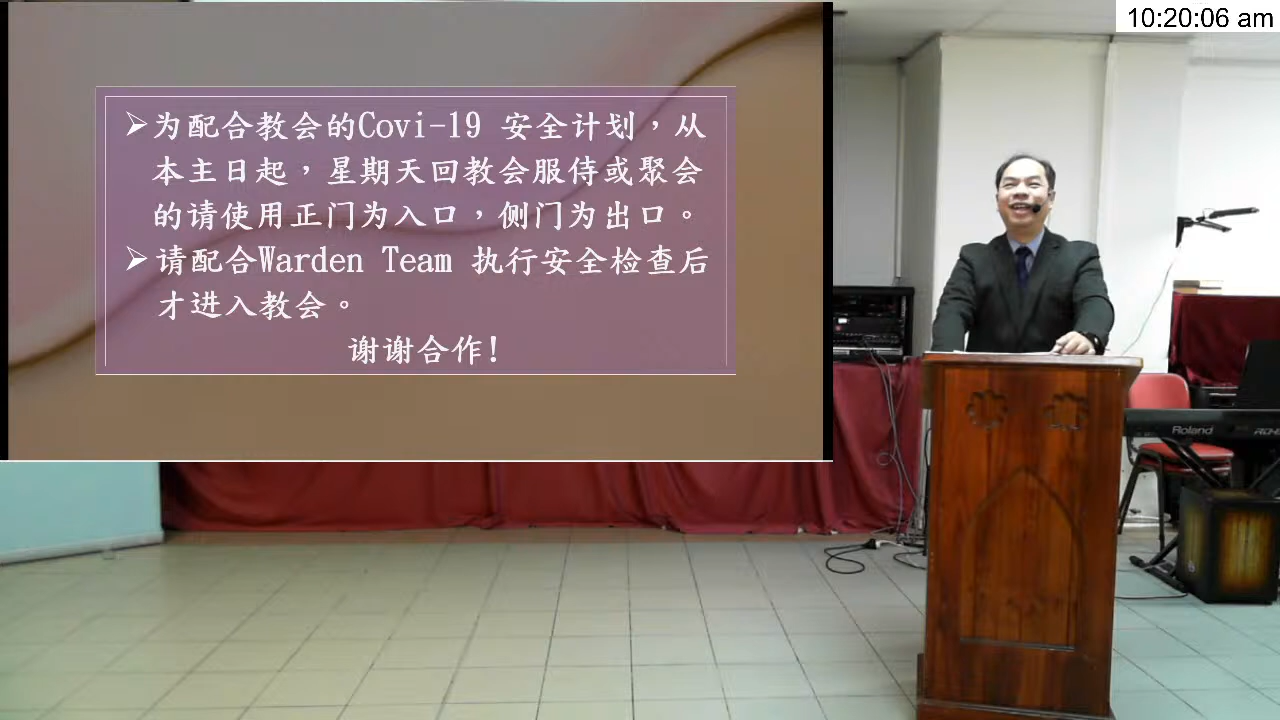 10:20:06 am
➢为配合教会的Covi-19 安全计划，从
本主日起，星期天回教会服侍或聚会
的请使用正门为入口，侧门为出口。
➢请配合Warden Team 执行安全检查后
才进入教会。
谢谢合作!
Roland